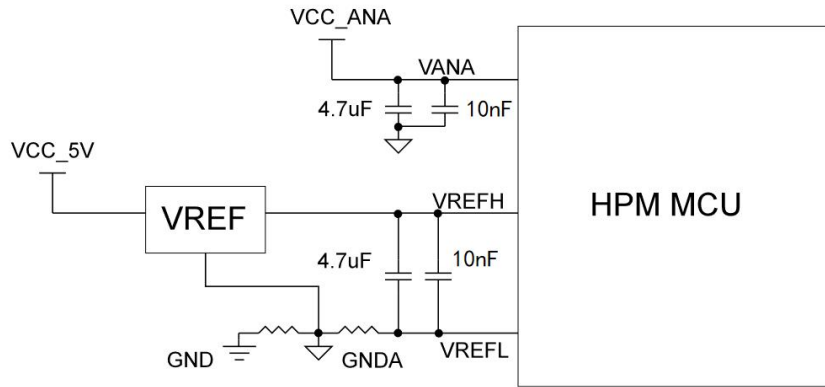 VCC_ANA
VANA
4.7uF
10nF
VCC_5V
VREF
VREFH
HPM MCU
4.7uF
10nF
GND
GNDA
VREFL